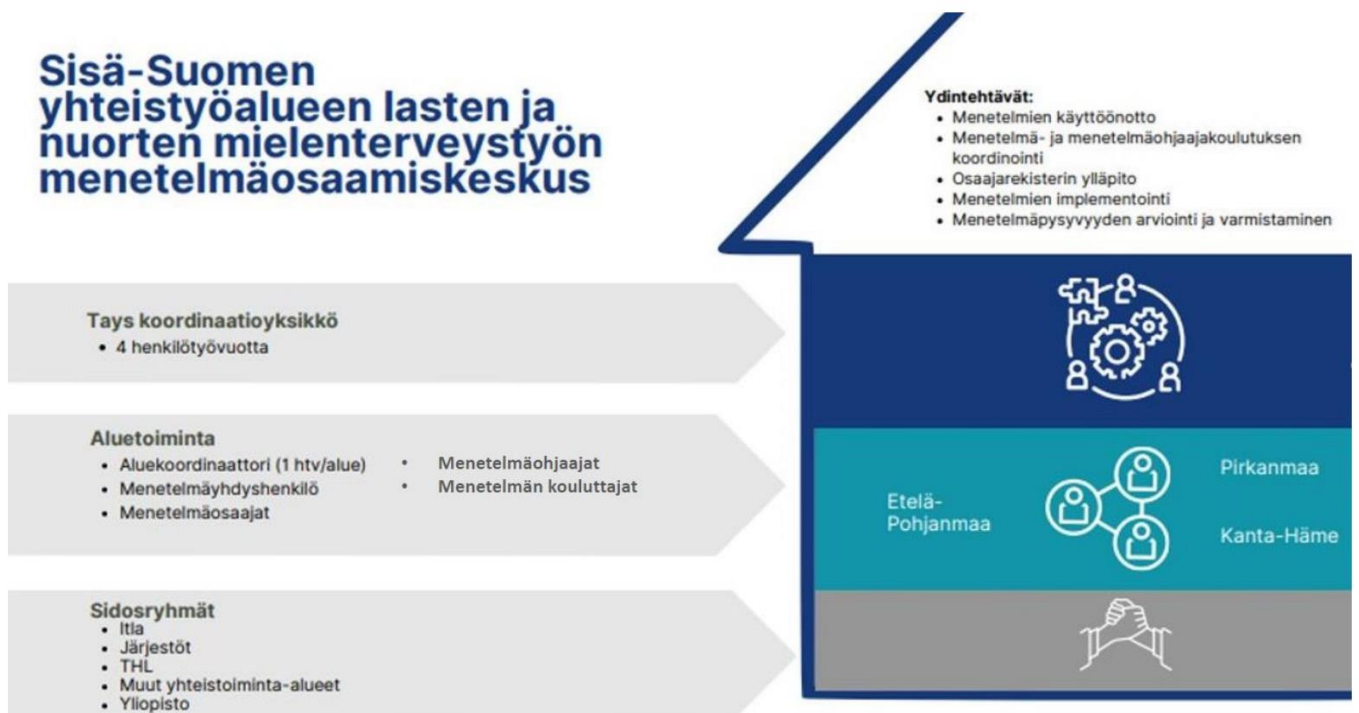 Sisä-Suomen
yhteistyöalueen lasten ja
nuorten mielenterveystyön
menetelmäosaamiskeskus
Ydintehtävät:
• Menetelmien käyttöönotto
• Menetelmä- ja menetelmäohjaajakoulutuksen
koordinointi
• Osaajarekisterin ylläpito
• Menetelmien implementointi
• Menetelmäpysyvyyden arviointi ja varmistaminen
Tays koordinaatioyksikkö
• 4 henkilötyövuotta
Aluetoiminta
• Aluekoordinaattori (1 htv/alue)
• Menetelmäyhdyshenkilö
• Menetelmäosaajat
• Menetelmäohjaajat
• Menetelmän kouluttajat
Etelä-
Pohjanmaa
Pirkanmaa
Kanta-Häme
Sidosryhmät
• Itla
• Järjestöt
• THL
• Muut yhteistoiminta-alueet
• Yliopisto